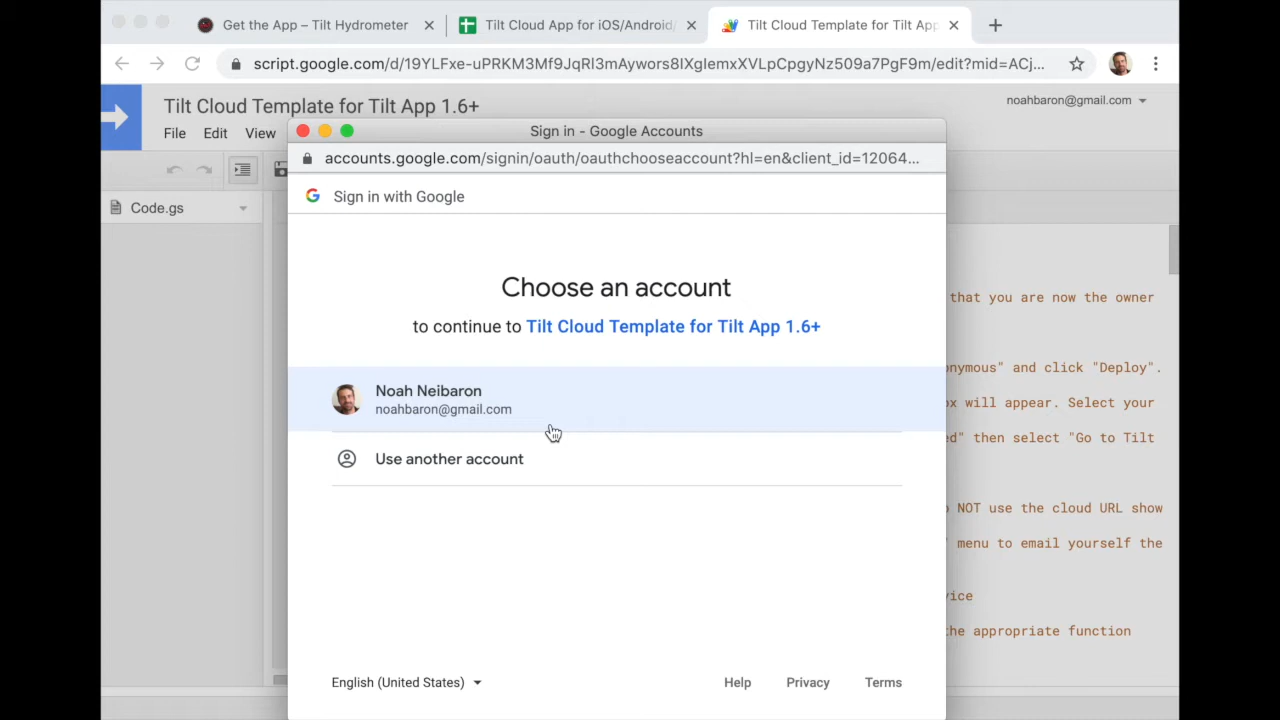 Get the App – Tilt Hydrometer
Tilt Cloud App for iOS/Android/
Tilt Cloud Template for Tilt App
script.google.com/d/19YLFxe-uPRKM3Mf9JqRl3mAywors8IXgIemxXVLpCpgyNz509a7PgF9m/edit?mid=ACj...
Tilt Cloud Template for Tilt App 1.6+
noahbaron@gmail.com
File Edit View
Sign in - Google Accounts
accounts.google.com/signin/oauth/oauthchooseaccount?hl=en&client_id=12064...
Code.gs
Sign in with Google
Choose an account
to continue to Tilt Cloud Template for Tilt App 1.6+
Noah Neibaron
noahbaron@gmail.com
Use another account
that you are now the owner
onymous" and click "Deploy".
ox will appear. Select your
ed" then select "Go to Tilt
NOT use the cloud URL show
" menu to email yourself the
vice
the appropriate function
English (United States)
Help Privacy Terms